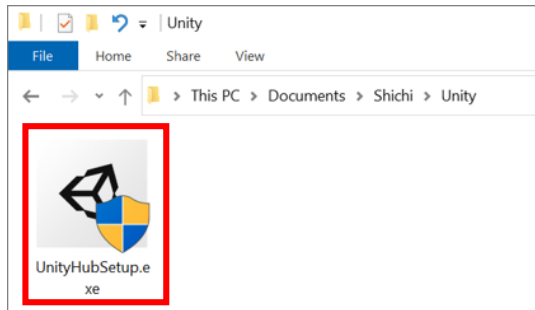 Unity
File Home Share View
This PC > Documents > Shichi > Unity
UnityHubSetup.e
xe